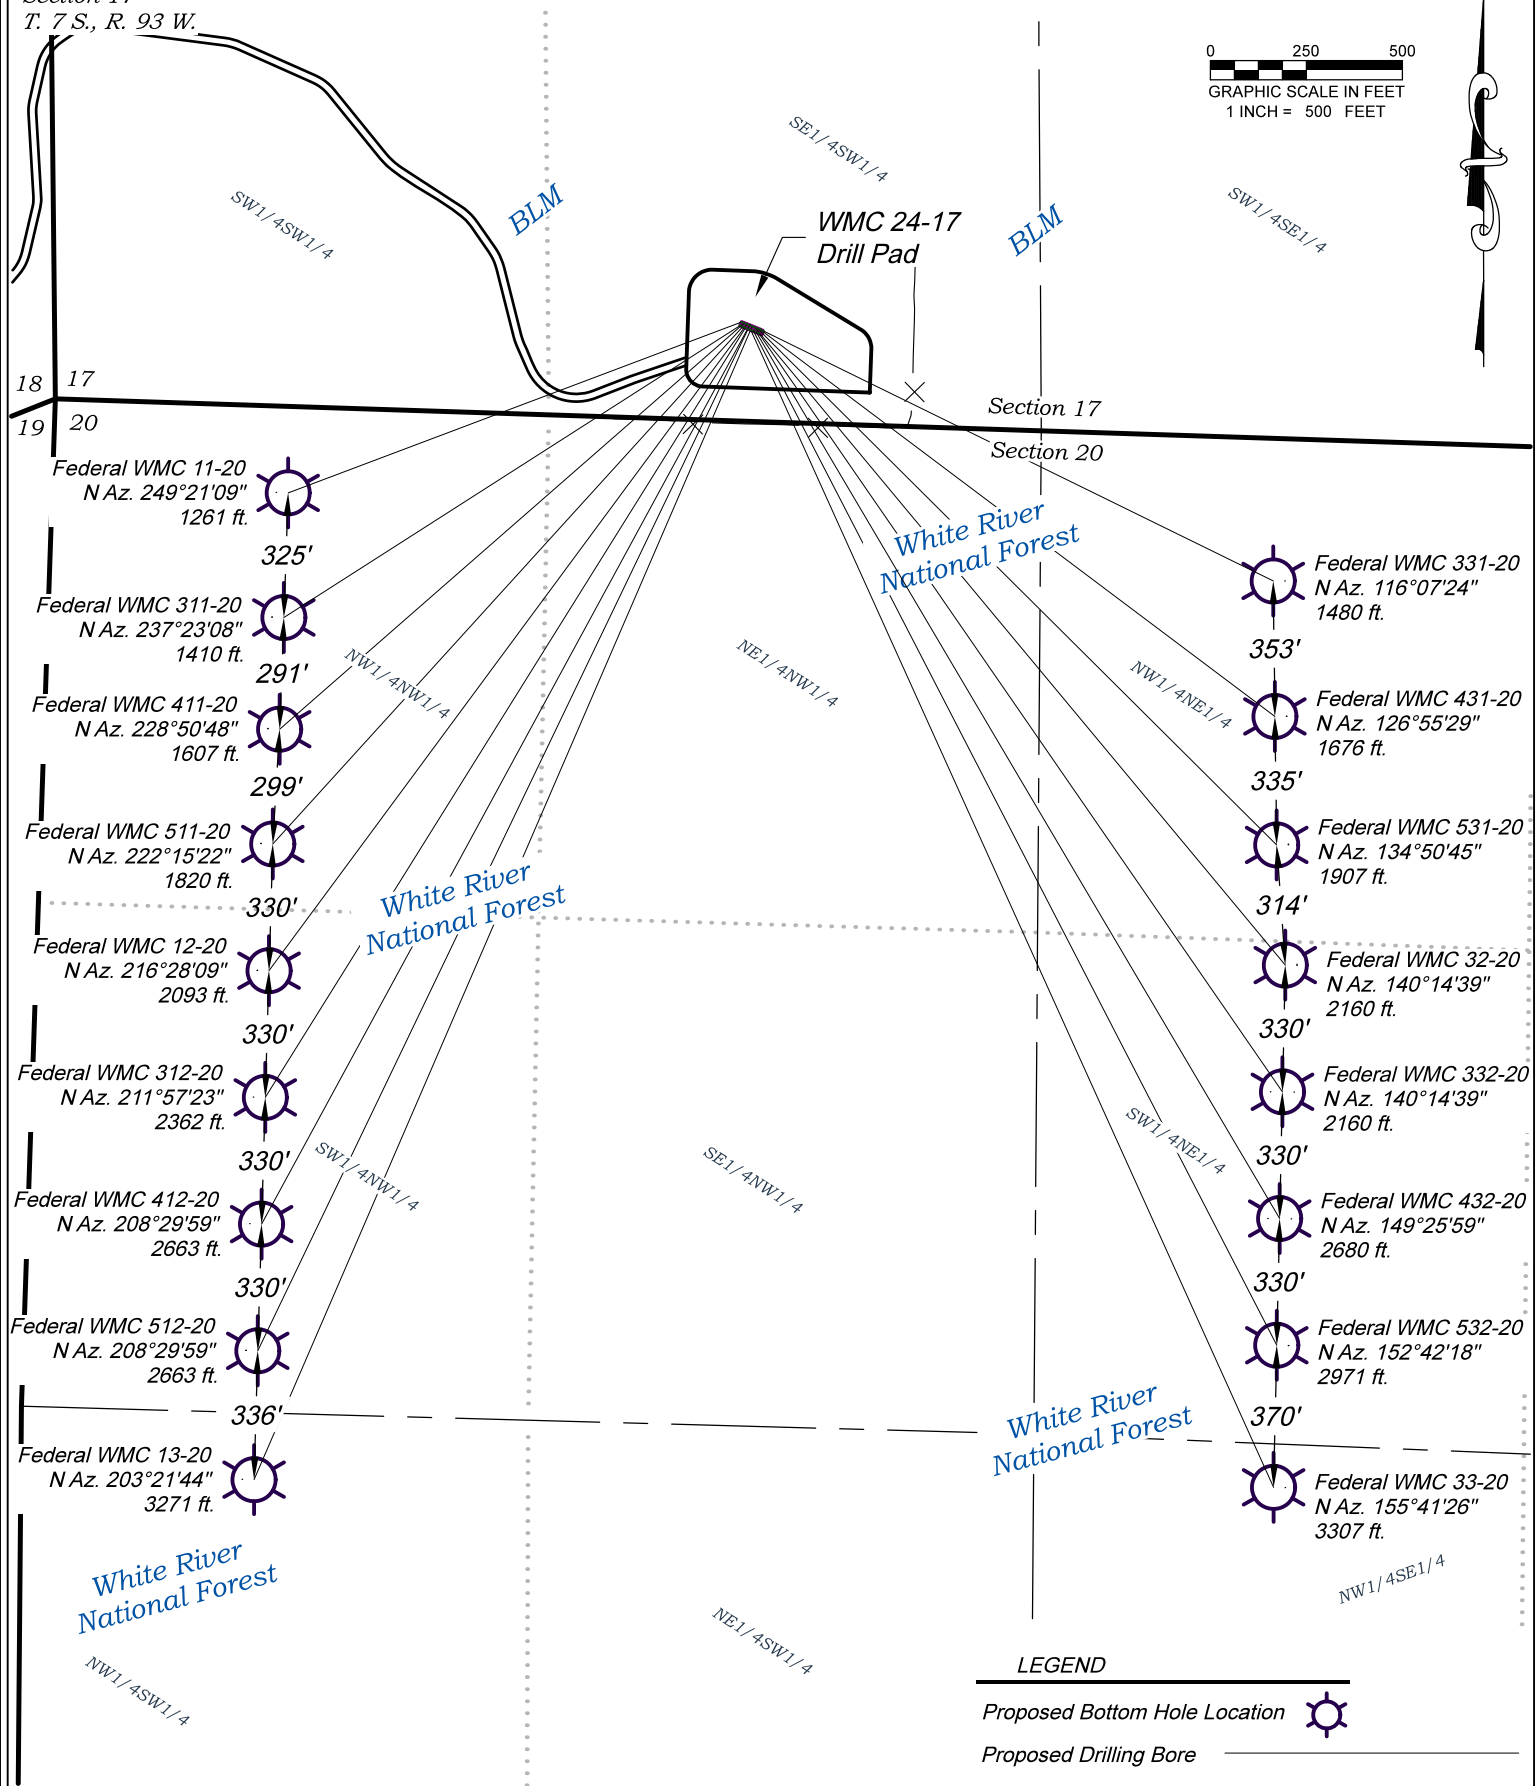 T. 7 S., R. 93 W.
0 250 500
GRAPHIC SCALE IN FEET
1 INCH = 500 FEET
SE1/4SW1/4
SW1/4SW1/4
BLM
WMC 24-17
Drill Pad
BLM
SW1/4SE1/4
18 17
19 20
Section 17
Section 20
Federal WMC 11-20
N Az. 249°21'09"
1261 ft.
325'
Federal WMC 311-20
N Az. 237°23'08"
1410 ft.
291'
Federal WMC 411-20
N Az. 228°50'48"
1607 ft.
299'
Federal WMC 511-20
N Az. 222°15'22"
1820 ft.
330'
Federal WMC 12-20
N Az. 216°28'09"
2093 ft.
330'
Federal WMC 312-20
N Az. 211°57'23"
2362 ft.
330'
Federal WMC 412-20
N Az. 208°29'59"
2663 ft.
330'
Federal WMC 512-20
N Az. 208°29'59"
2663 ft.
336'
Federal WMC 13-20
N Az. 203°21'44"
3271 ft.
NW1/4NW1/4
White River
National Forest
SW1/4NW1/4
White River
National Forest
NW1/4SW1/4
White River
National Forest
NE1/4NW1/4
SE1/4NW1/4
NE1/4SW1/4
NW1/4NE1/4
SW1/4NE1/4
White River
National Forest
Federal WMC 331-20
N Az. 116°07'24"
1480 ft.
353'
Federal WMC 431-20
N Az. 126°55'29"
1676 ft.
335'
Federal WMC 531-20
N Az. 134°50'45"
1907 ft.
314'
Federal WMC 32-20
N Az. 140°14'39"
2160 ft.
330'
Federal WMC 332-20
N Az. 140°14'39"
2160 ft.
330'
Federal WMC 432-20
N Az. 149°25'59"
2680 ft.
330'
Federal WMC 532-20
N Az. 152°42'18"
2971 ft.
370'
Federal WMC 33-20
N Az. 155°41'26"
3307 ft.
NW1/4SE1/4
LEGEND
Proposed Bottom Hole Location
Proposed Drilling Bore